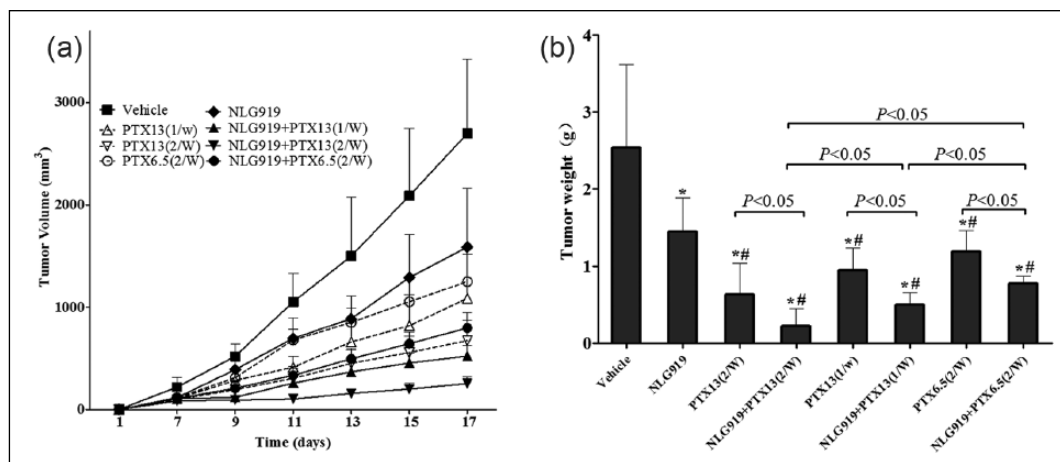 (a)
3000
2000
1000
0
Tumor Volume (mm³)
Vehicle
PTX13(1/w)
PTX13(2/W)
PTX6.5(2/W)
NLG919
NLG919+PTX13(1/W)
NLG919+PTX13(2/W)
NLG919+PTX6.5(2/W)
1 7 9 11 13 15 17
Time (days)
(b)
4
3
2
1
0
Tumor weight (g)
P<0.05
P<0.05 P<0.05
P<0.05 P<0.05 P<0.05
* *# *# *# *# *# *#
Vehicle
NLG919
PTX13(2/W)
NLG919+PTX13(2/W)
PTX13(1/w)
NLG919+PTX13(1/W)
PTX6.5(2/W)
NLG919+PTX6.5(2/W)